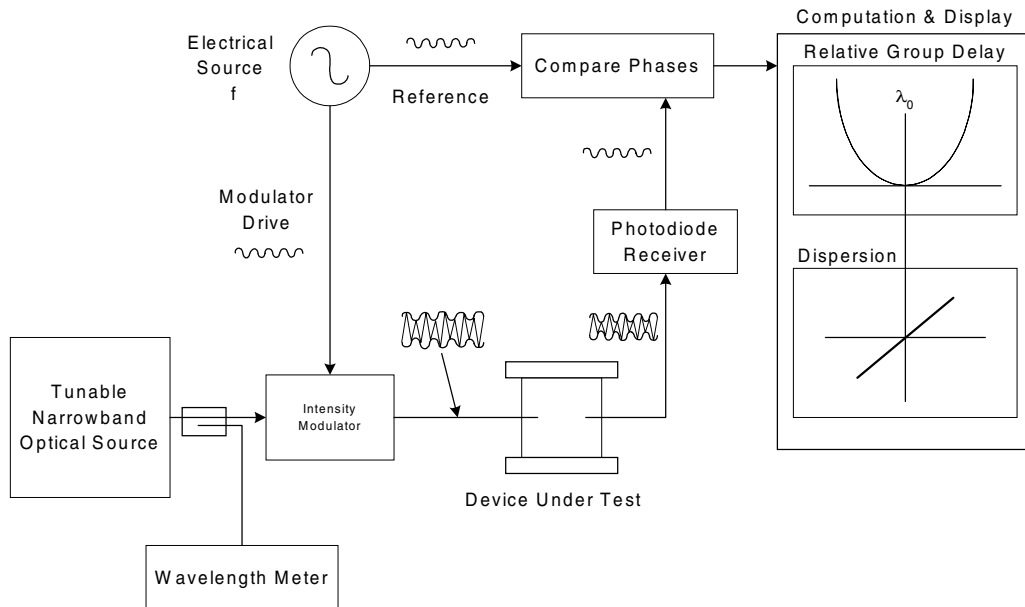 Computation & Display
Electrical
Source
f
Reference
Compare Phases
Relative Group Delay
λ0
Modulator
Drive
Photodiode
Receiver
Dispersion
Tunable
Narrowband
Optical Source
Intensity
Modulator
Device Under Test
Wavelength Meter